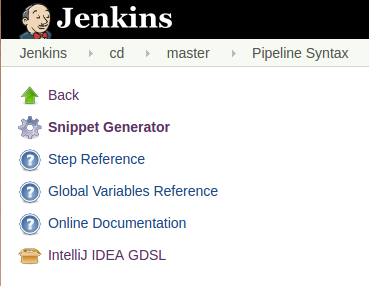 Jenkins
Jenkins cd master Pipeline Syntax
Back
Snippet Generator
Step Reference
Global Variables Reference
Online Documentation
IntelliJ IDEA GDSL